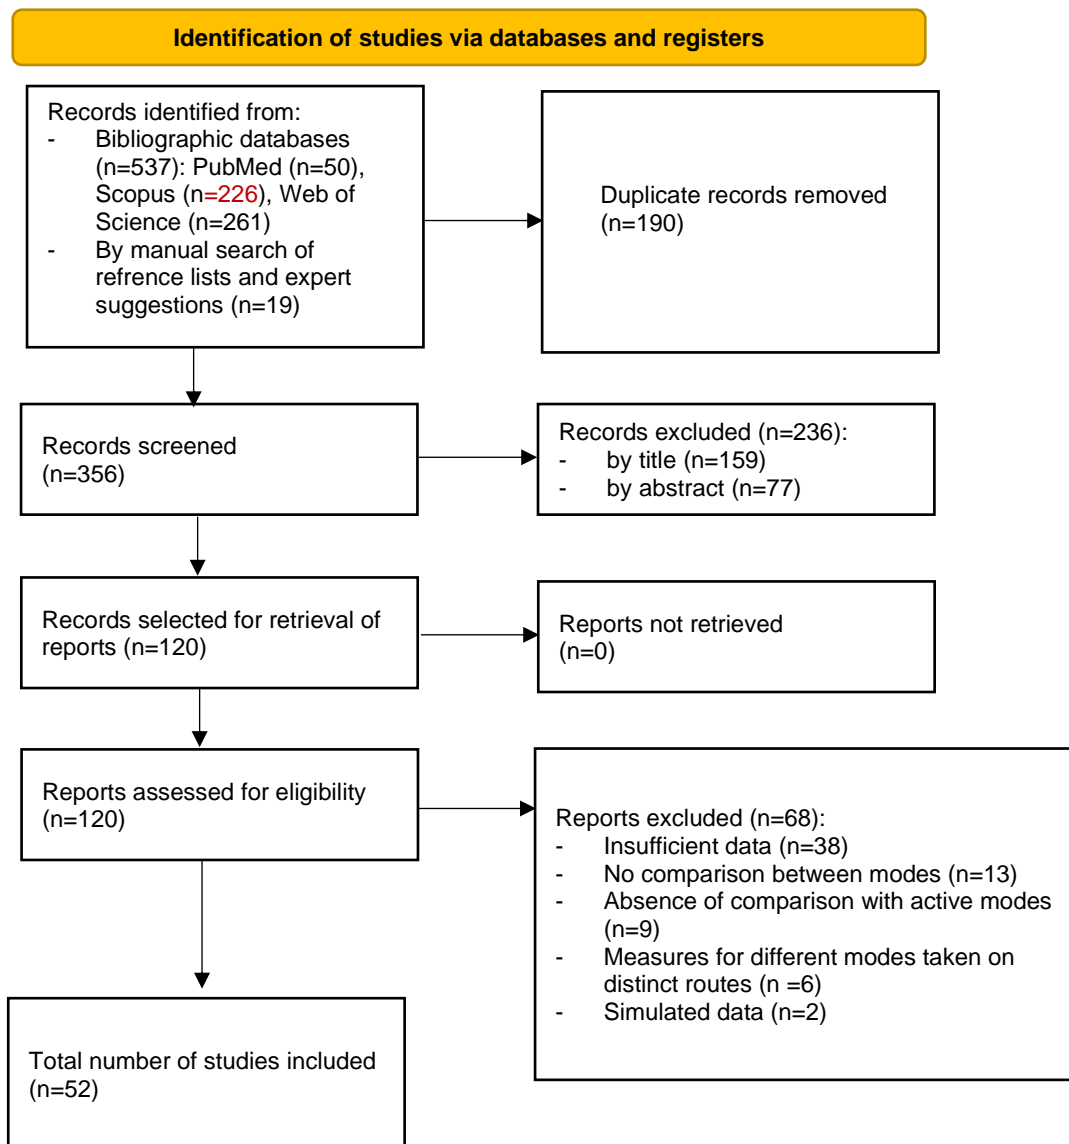 Identification of studies via databases and registers
Records identified from:
- Bibliographic databases
(n=537): PubMed (n=50),
Scopus (n=226), Web of
Science (n=261)
- By manual search of
refrence lists and expert
suggestions (n=19)
Duplicate records removed
(n=190)
Records screened
(n=356)
Records excluded (n=236):
- by title (n=159)
- by abstract (n=77)
Records selected for retrieval of
reports (n=120)
Reports not retrieved
(n=0)
Reports assessed for eligibility
(n=120)
Reports excluded (n=68):
- Insufficient data (n=38)
- No comparison between modes (n=13)
- Absence of comparison with active modes
(n=9)
- Measures for different modes taken on
distinct routes (n =6)
- Simulated data (n=2)
Total number of studies included
(n=52)